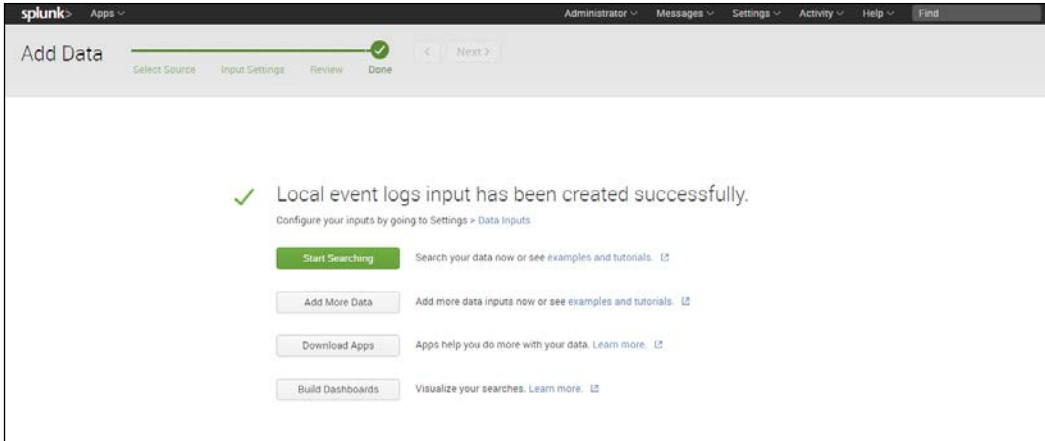 splunk> Apps Administrator Messages Settings Activity Help Find
Add Data Select Source Input Settings Review Done < Next >
Local event logs input has been created successfully.
Configure your inputs by going to Settings > Data Inputs
Start Searching Search your data now or see examples and tutorials.
Add More Data Add more data inputs now or see examples and tutorials.
Download Apps Apps help you do more with your data. Learn more.
Build Dashboards Visualize your searches. Learn more.